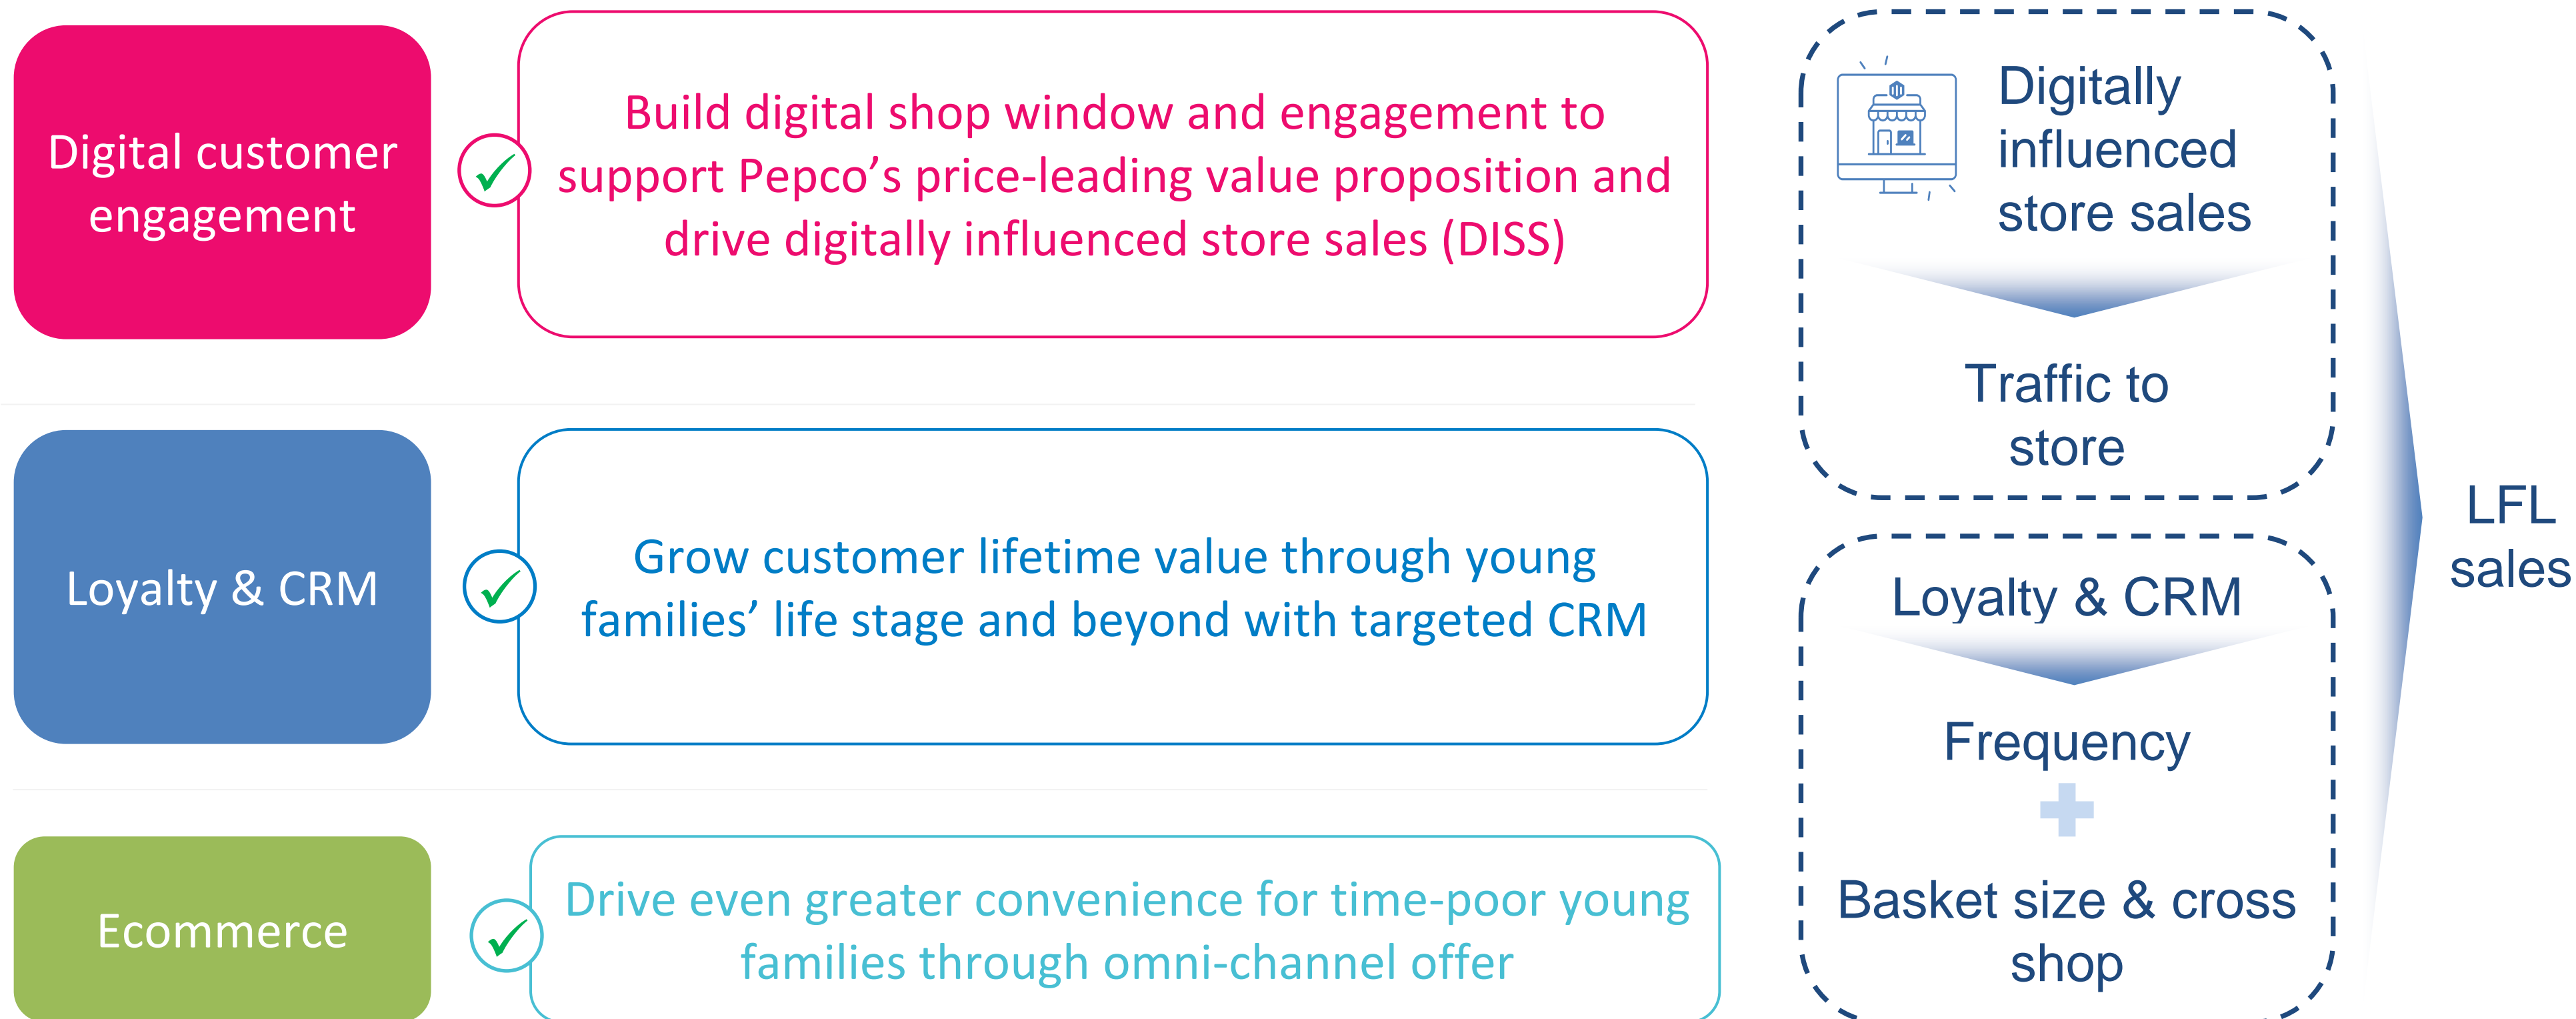 Digital customer
engagement
Build digital shop window and engagement to
support Pepco’s price-leading value proposition and
drive digitally influenced store sales (DISS)
Loyalty & CRM
Grow customer lifetime value through young
families’ life stage and beyond with targeted CRM
Ecommerce
Drive even greater convenience for time-poor young
families through omni-channel offer
Digitally
influenced
store sales
Traffic to
store
Loyalty & CRM
Frequency
Basket size & cross
shop
LFL
sales